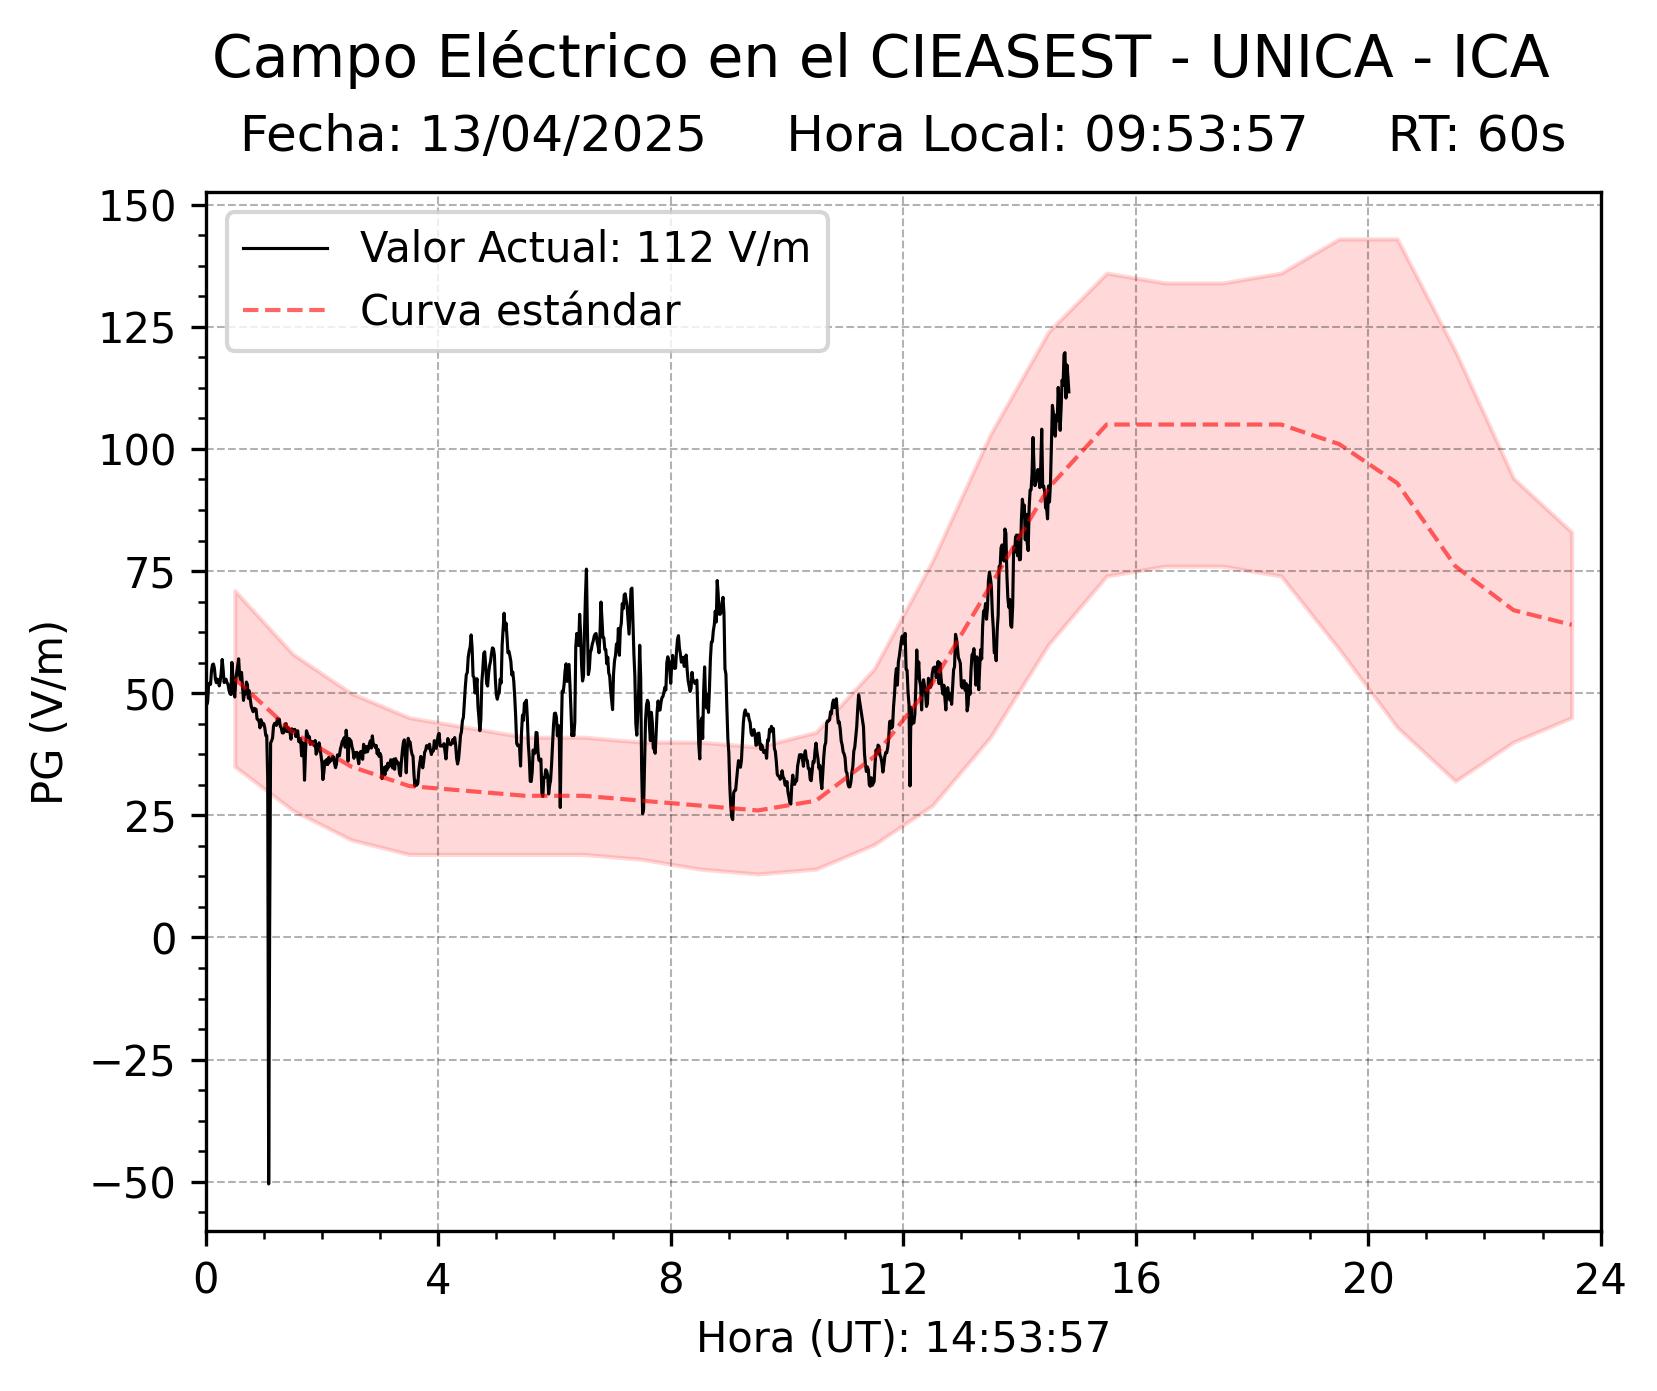 Campo Eléctrico en el CIEASEST - UNICA - ICA
Fecha: 13/04/2025 Hora Local: 09:53:57 RT: 60s
Valor Actual: 112 V/m
Curva estándar
PG (V/m)
150
125
100
75
50
25
0
−25
−50
0 4 8 12 16 20 24
Hora (UT): 14:53:57